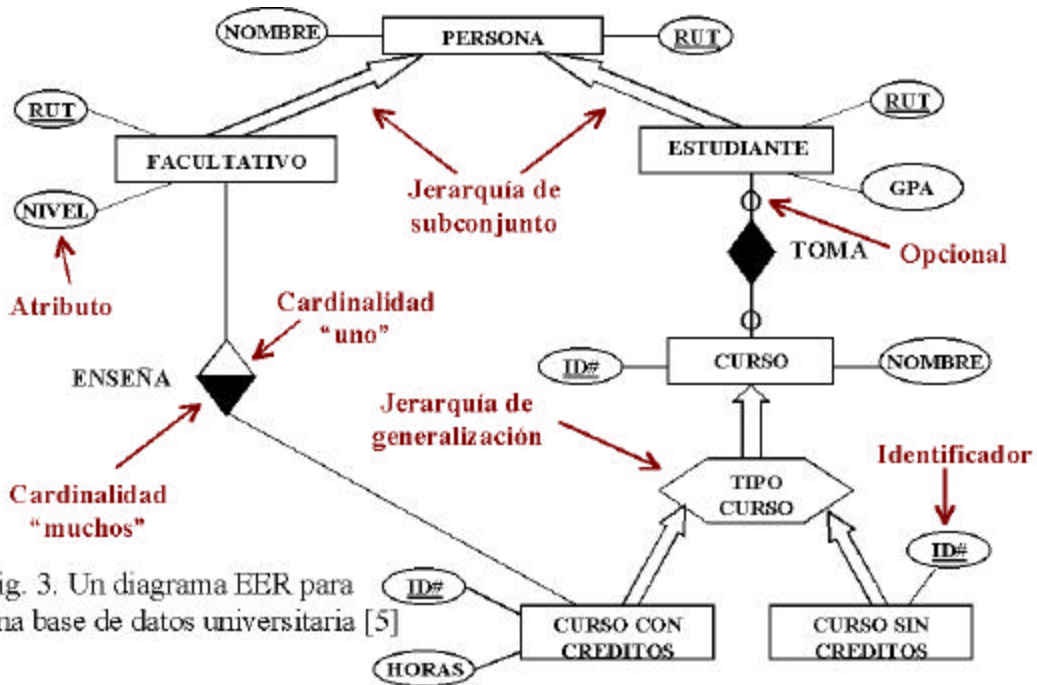 NOMBRE
PERSONA
RUT
RUT
FACULTATIVO
NIVEL
Atributo
Jerarquía de
subconjunto
RUT
ESTUDIANTE
GPA
TOMA
Opcional
Cardinalidad
"uno"
ENSEÑA
Cardinalidad
"muchos"
ID#
CURSO
NOMBRE
Jerarquía de
generalización
TIPO
CURSO
Identificador
ID#
ID#
HORAS
CURSO CON
CREDITOS
CURSO SIN
CREDITOS
ig. 3. Un diagrama EER para
na base de datos universitaria [5]